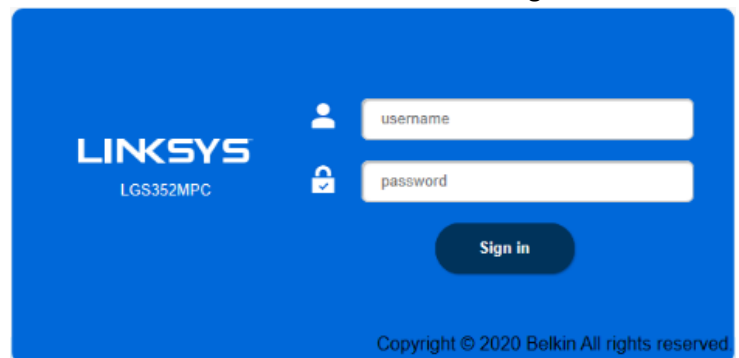 username
LINKSYS
LGS352MPC
password
Sign in
Copyright © 2020 Belkin All rights reserved.